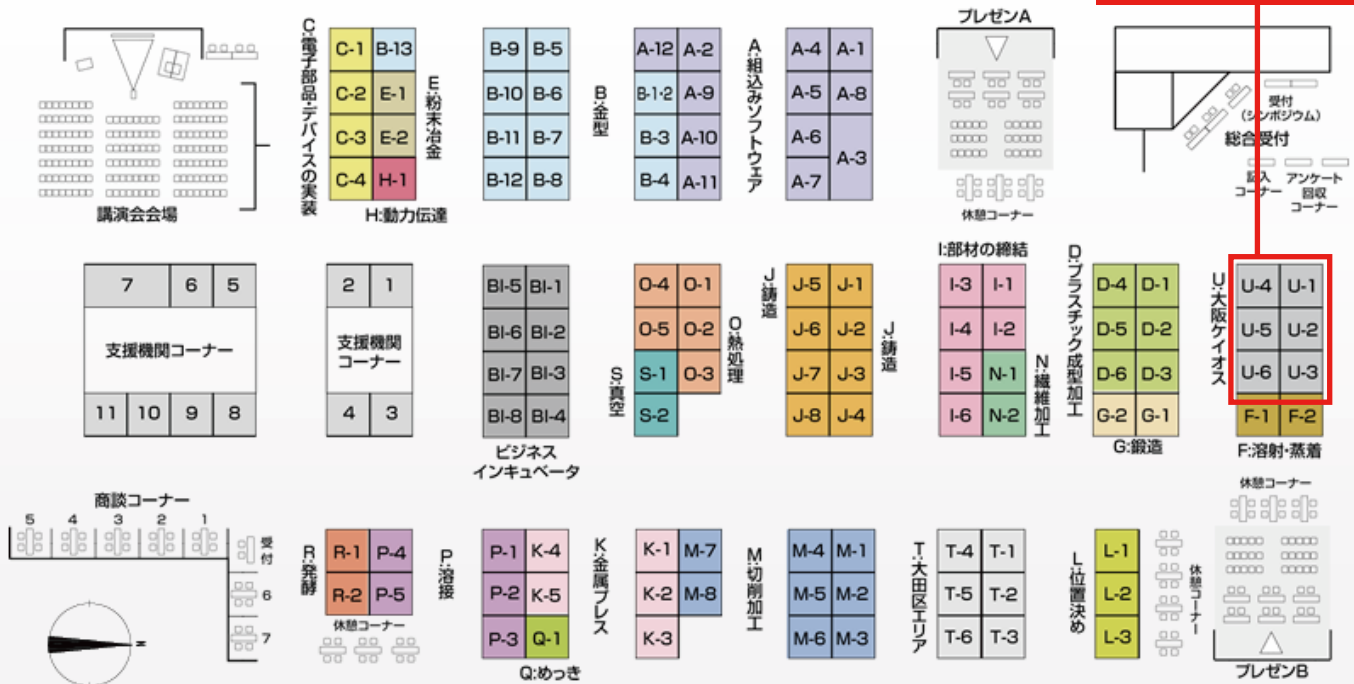 プレゼンA
C:電子部品・デバイスの実装
C-1 B-13
C-2 E-1
C-3 E-2
C-4 H-1
E:粉末冶金
H:動力伝達
B-9 B-5
B-10 B-6
B-11 B-7
B-12 B-8
B:金型
A-12 A-2
B-1・2 A-9
B-3 A-10
B-4 A-11
A:組込みソフトウェア
A-4 A-1
A-5 A-8
A-6
A-3
A-7
休憩コーナー
受付
(シンポジウム)
総合受付
記入
コーナー
アンケート
回収
コーナー
講演会会場
7 6 5
支援機関コーナー
11 10 9 8
2 1
支援機関
コーナー
4 3
BI-5 BI-1
BI-6 BI-2
BI-7 BI-3
BI-8 BI-4
ビジネス
インキュベータ
S:真空
O-4 O-1
O-5 O-2
S-1 O-3
S-2
O:熱処理
J:鋳造
J-5 J-1
J-6 J-2
J-7 J-3
J-8 J-4
J:鋳造
I:部材の締結
I-3 I-1
I-4 I-2
I-5 N-1
I-6 N-2
N:繊維加工
D:プラスチック成型加工
D-4 D-1
D-5 D-2
D-6 D-3
G-2 G-1
G:鍛造
U:大阪ケイオス
U-4 U-1
U-5 U-2
U-6 U-3
F-1 F-2
F:溶射・蒸着
商談コーナー
5 4 3 2 1
受付
6
7
N
R:発酵
R-1 P-4
R-2 P-5
休憩コーナー
P:溶接
P-1 K-4
P-2 K-5
P-3 Q-1
Q:めっき
K:金属プレス
K-1 M-7
K-2 M-8
K-3
M:切削加工
M-4 M-1
M-5 M-2
M-6 M-3
T:大田区エリア
T-4 T-1
T-5 T-2
T-6 T-3
L:位置決め
L-1
L-2
L-3
休憩コーナー
休憩コーナー
プレゼンB